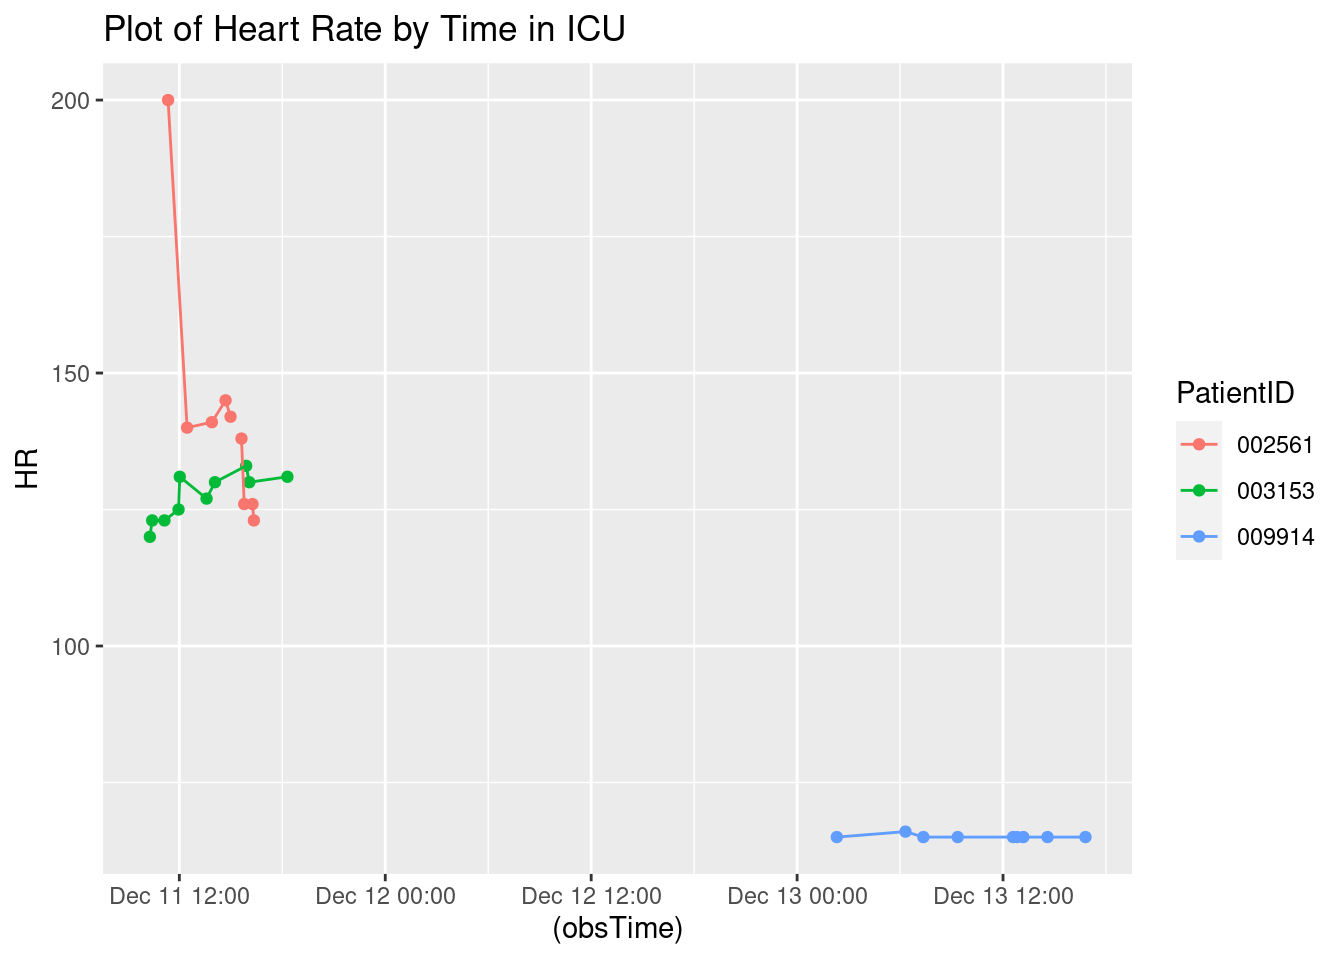 Plot of Heart Rate by Time in ICU
200
150
100
HR
Dec 11 12:00
Dec 12 00:00
Dec 12 12:00
Dec 13 00:00
Dec 13 12:00
(obsTime)
PatientID
002561
003153
009914